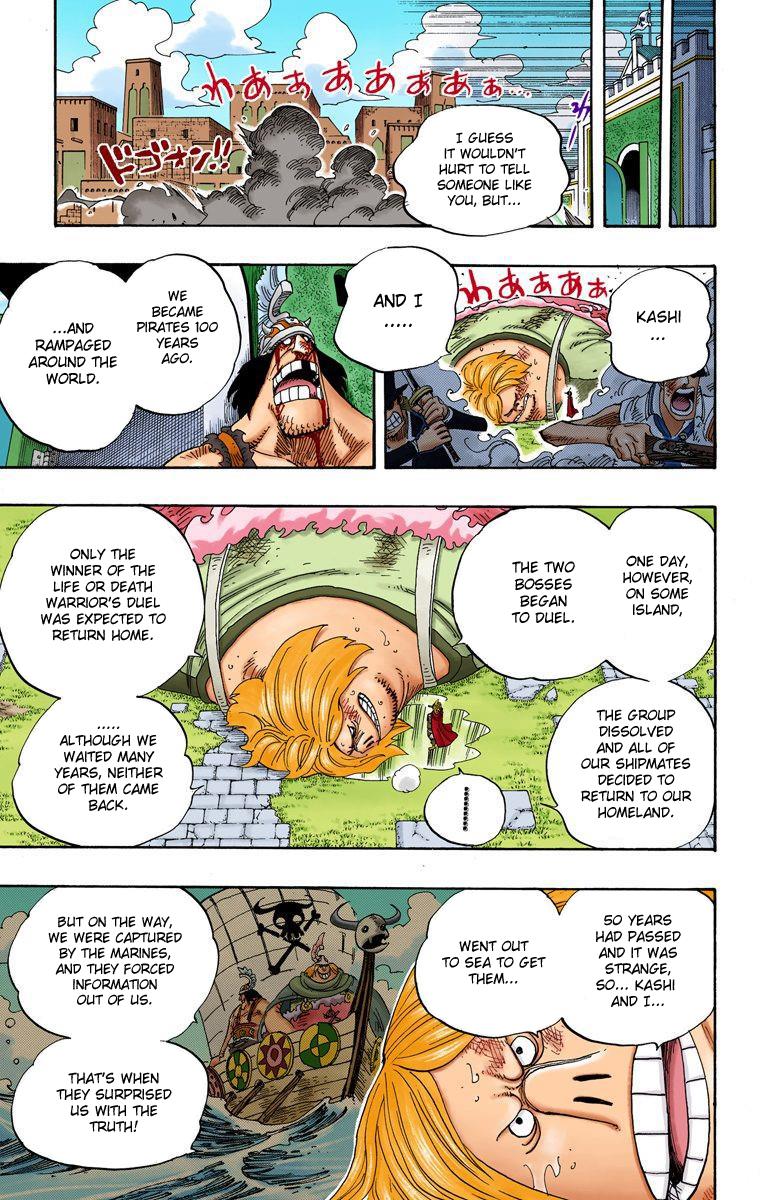 わあぁぁぁぁぁぁぁ…
ドゴォン!!
I GUESS
IT WOULDN'T
HURT TO TELL
SOMEONE LIKE
YOU, BUT...
わあぁぁぁぁ
KASHI
...
AND I
.....
WE
BECAME
PIRATES 100
YEARS
AGO.
...AND
RAMPAGED
AROUND THE
WORLD.
ONE DAY,
HOWEVER,
ON SOME
ISLAND,
THE TWO
BOSSES
BEGAN
TO DUEL.
THE GROUP
DISSOLVED
AND ALL OF
OUR SHIPMATES
DECIDED TO
RETURN TO OUR
HOMELAND.
ONLY THE
WINNER OF THE
LIFE OR DEATH
WARRIOR'S DUEL
WAS EXPECTED TO
RETURN HOME.
.....
ALTHOUGH WE
WAITED MANY
YEARS, NEITHER
OF THEM CAME
BACK.
50 YEARS
HAD PASSED
AND IT WAS
STRANGE,
SO... KASHI
AND I...
WENT OUT
TO SEA TO GET
THEM...
BUT ON THE WAY,
WE WERE CAPTURED
BY THE MARINES,
AND THEY FORCED
INFORMATION
OUT OF US.
THAT'S WHEN
THEY SURPRISED
US WITH THE
TRUTH!